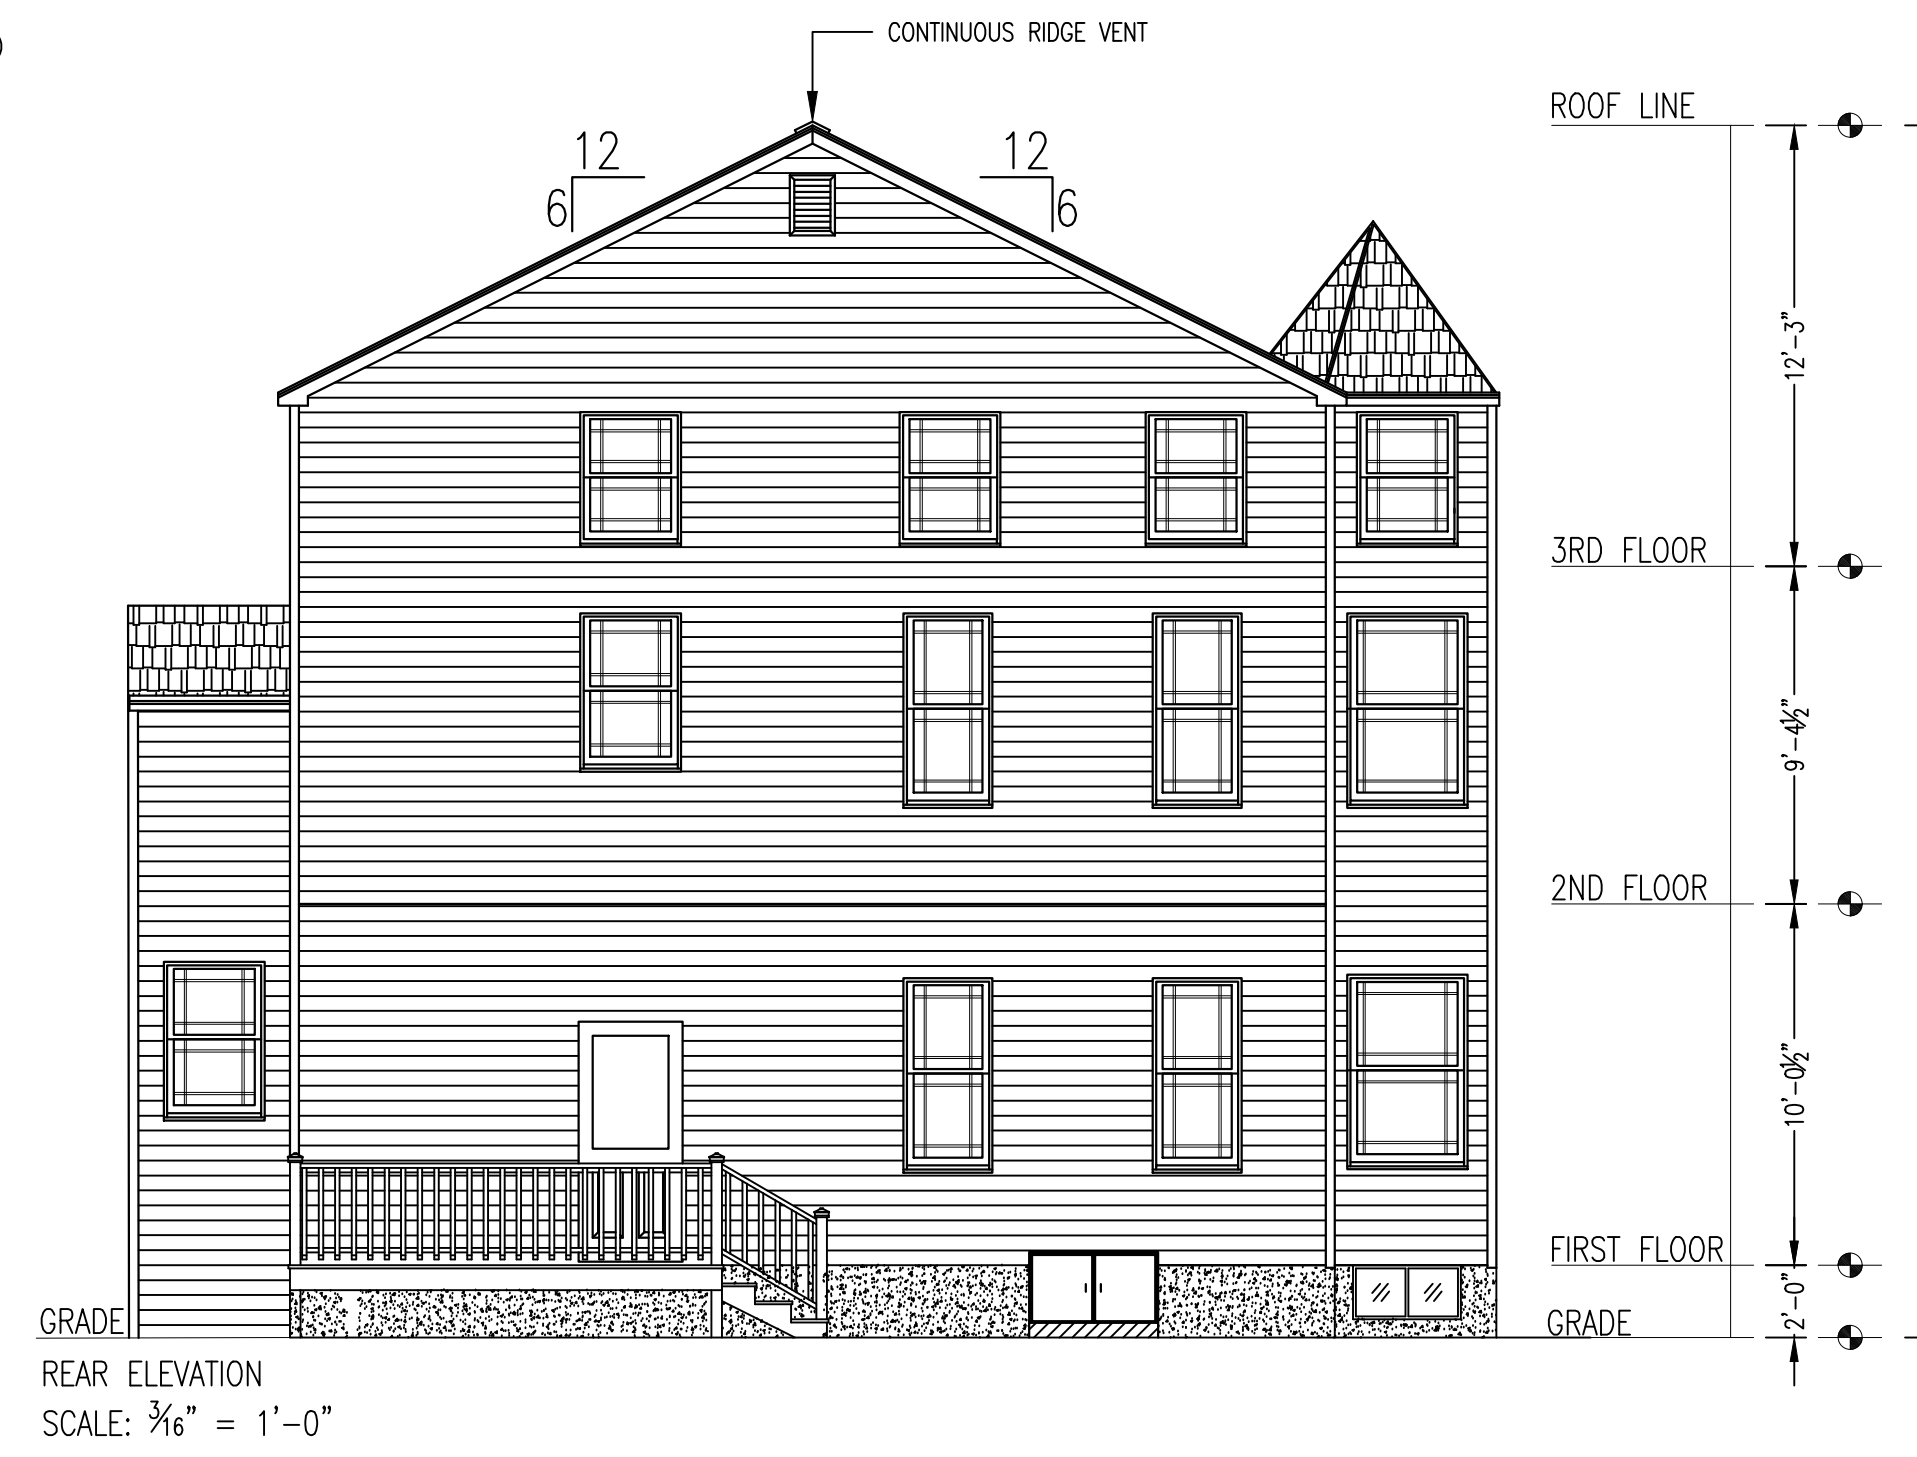 CONTINUOUS RIDGE VENT
ROOF LINE
12
12
6
6
12'-3"
3RD FLOOR
9'-4½"
2ND FLOOR
10'-0½"
FIRST FLOOR
2'-0"
GRADE
GRADE
REAR ELEVATION
SCALE: 3/16" = 1'-0"